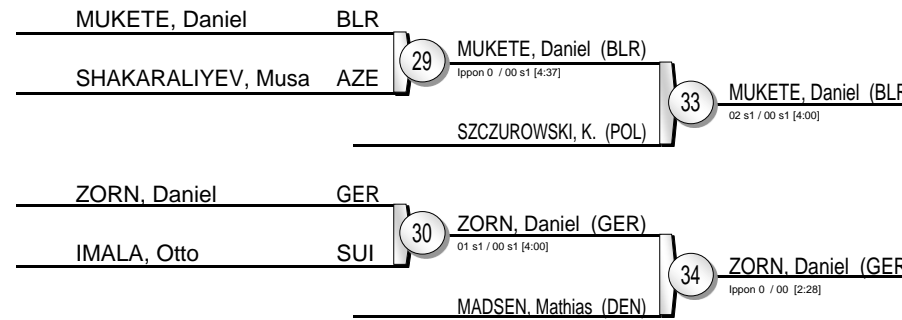 MUKETE, Daniel BLR
SHAKARALIYEV, Musa AZE
29
MUKETE, Daniel (BLR)
Ippon 0 / 00 s1 [4:37]
SZCZUROWSKI, K. (POL)
33
MUKETE, Daniel (BLR
02 s1 / 00 s1 [4:00]
ZORN, Daniel GER
IMALA, Otto SUI
30
ZORN, Daniel (GER)
01 s1 / 00 s1 [4:00]
MADSEN, Mathias (DEN)
34
ZORN, Daniel (GER
Ippon 0 / 00 [2:28]